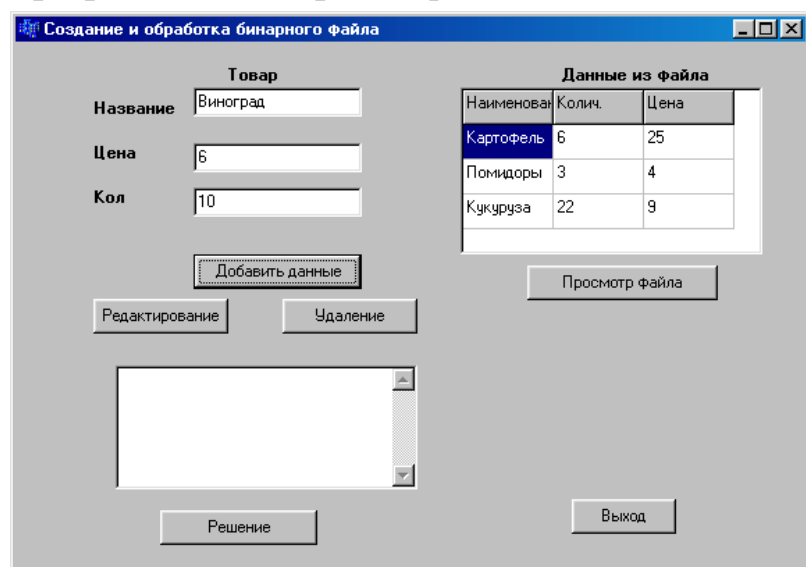 Создание и обработка бинарного файла
Товар
Название Виноград
Цена 6
Кол 10
Добавить данные
Редактирование Удаление
Решение
Данные из файла
Наименован Колич. Цена
Картофель 6 25
Помидоры 3 4
Кукуруза 22 9
Просмотр файла
Выход